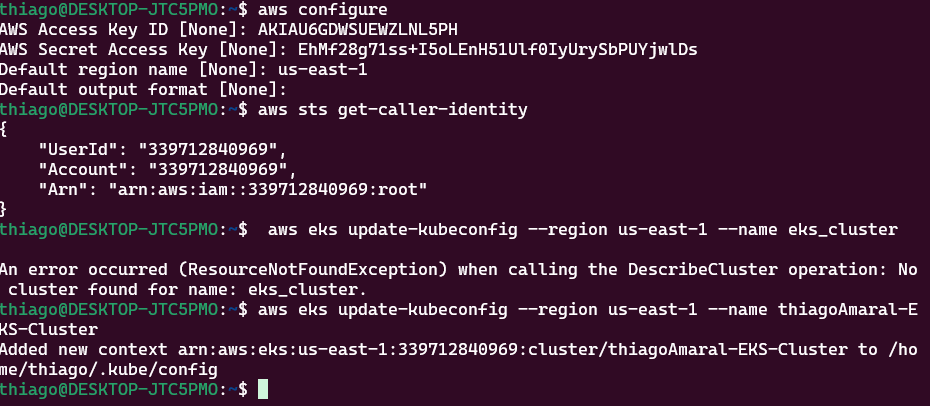 thiago@DESKTOP-JTC5PMO:~$ aws configure
AWS Access Key ID [None]: AKIAU6GDWSUEWZLNL5PH
AWS Secret Access Key [None]: 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
Default region name [None]: us-east-1
Default output format [None]:
thiago@DESKTOP-JTC5PMO:~$ aws sts get-caller-identity
{
    "UserId": "339712840969",
    "Account": "339712840969",
    "Arn": "arn:aws:iam::339712840969:root"
}
thiago@DESKTOP-JTC5PMO:~$  aws eks update-kubeconfig --region us-east-1 --name eks_cluster
An error occurred (ResourceNotFoundException) when calling the DescribeCluster operation: No
 cluster found for name: eks_cluster.
thiago@DESKTOP-JTC5PMO:~$ aws eks update-kubeconfig --region us-east-1 --name thiagoAmaral-E
KS-Cluster
Added new context arn:aws:eks:us-east-1:339712840969:cluster/thiagoAmaral-EKS-Cluster to /ho
me/thiago/.kube/config
thiago@DESKTOP-JTC5PMO:~$